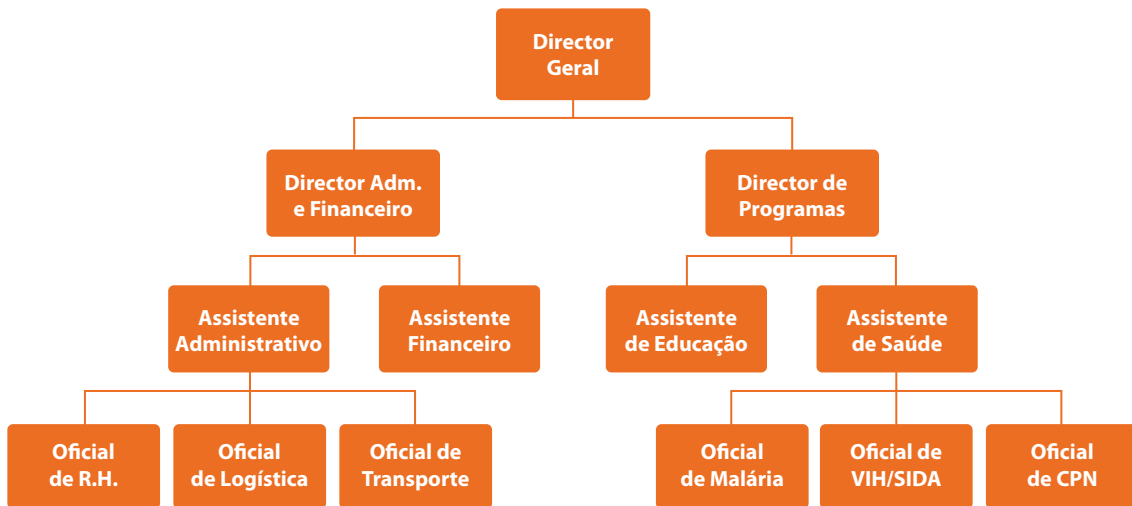 Director
Geral
Director Adm.
e Financeiro
Director de
Programas
Assistente
Administrativo
Assistente
Financeiro
Assistente
de Educação
Assistente
de Saúde
Oficial
de R.H.
Oficial
de Logística
Oficial de
Transporte
Oficial
de Malária
Oficial de
VIH/SIDA
Oficial
de CPN